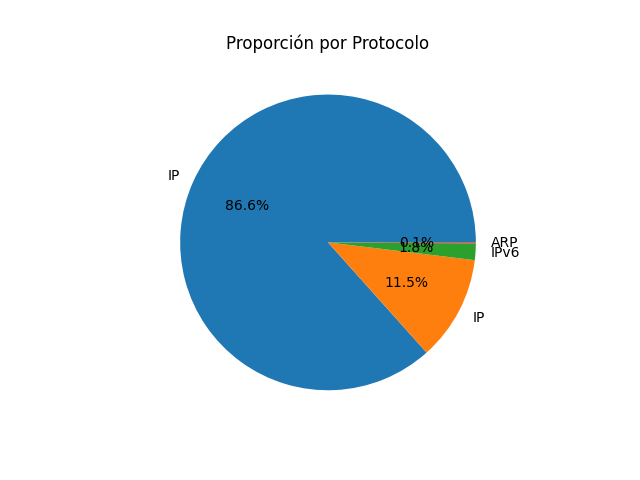 Proporción por Protocolo
IP
86.6%
0.1%
ARP
1.8%
IPv6
11.5%
IP